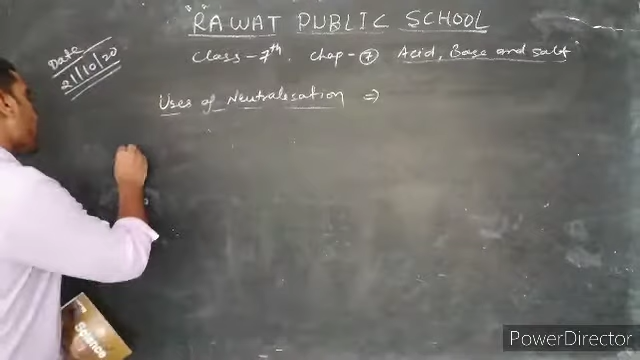 RAWAT PUBLIC SCHOOL
Date
21/10/20
Class - 7th. Chap - 7 Acid, Base and salt
Uses of Neutralisation ⇒
Science
PowerDirector